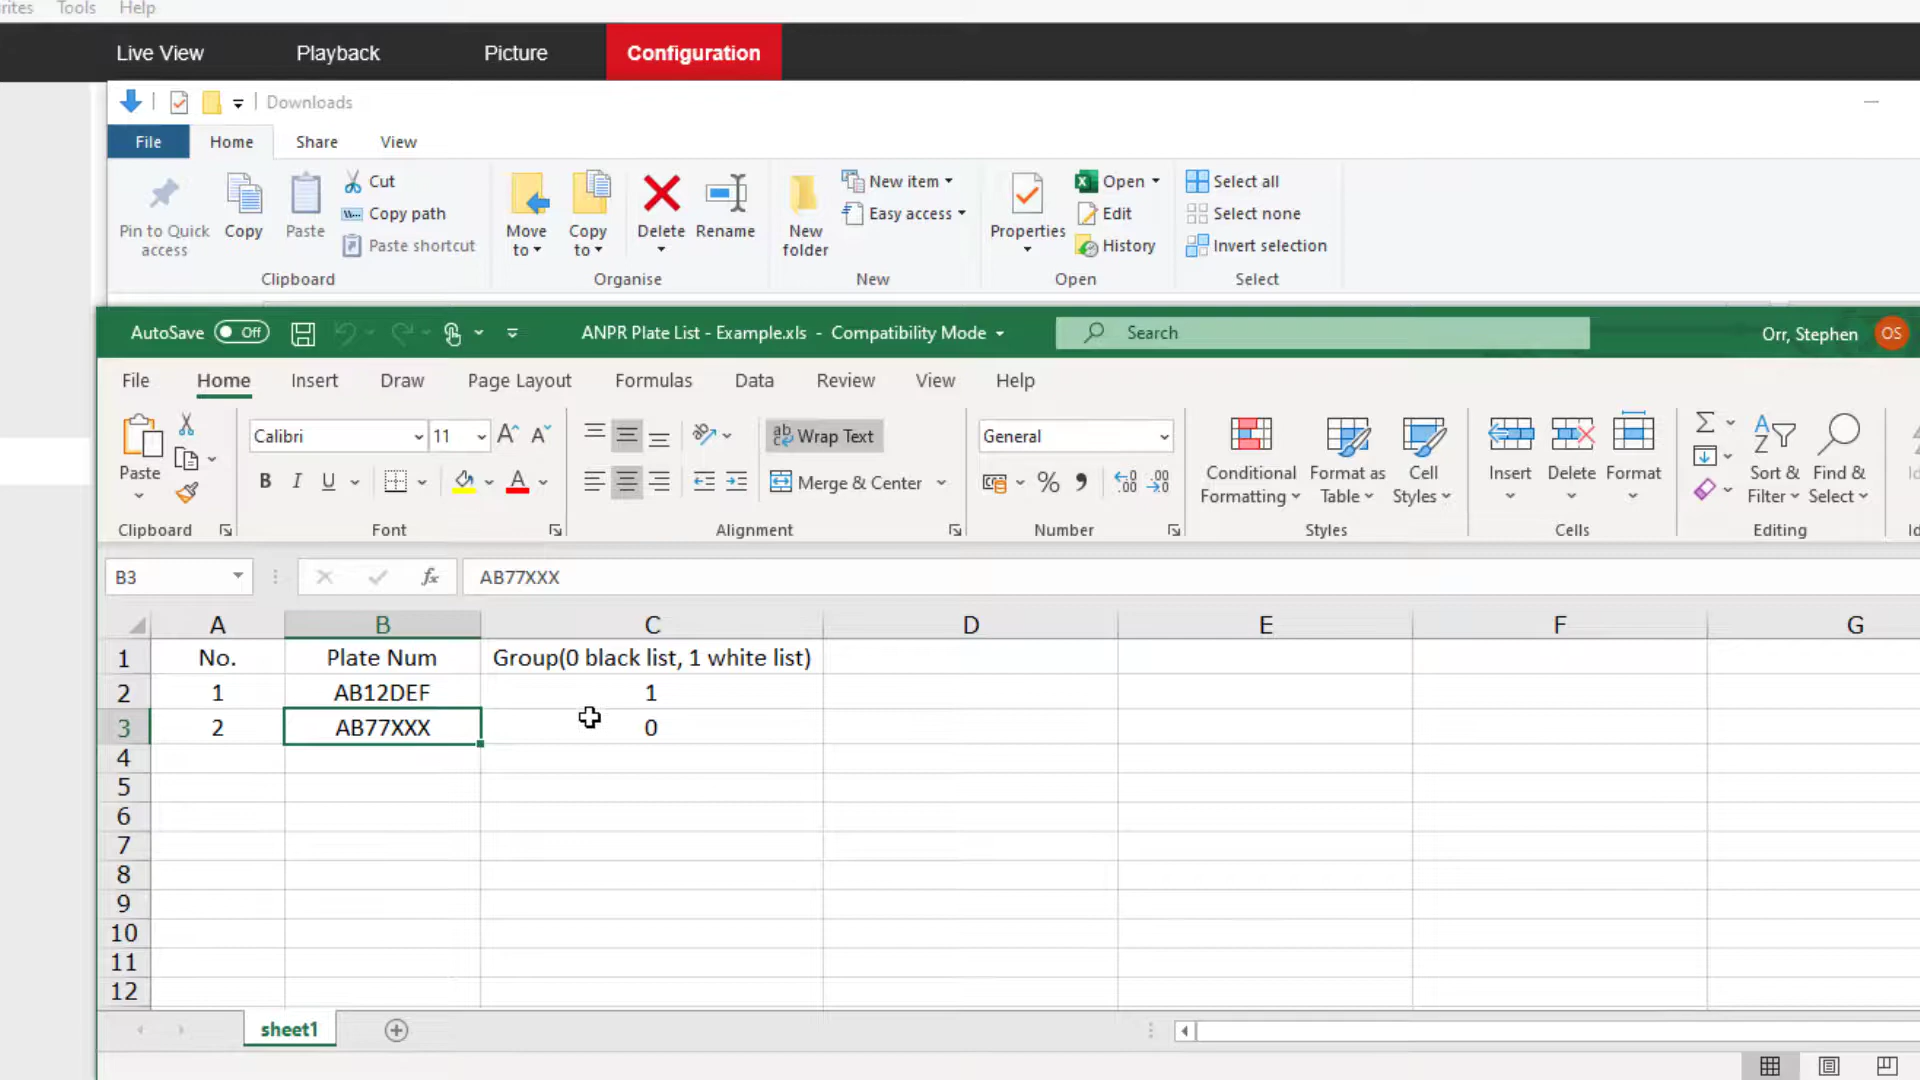 rites Tools Help
Live View Playback Picture Configuration
Downloads
File Home Share View
Pin to Quick access
Copy
Paste
Cut
Copy path
Paste shortcut
Clipboard
Move to
Copy to
Delete
Rename
Organise
New folder
New item
Easy access
New
Properties
Open
Edit
History
Open
Select all
Select none
Invert selection
Select
AutoSave Off ANPR Plate List - Example.xls - Compatibility Mode Search Orr, Stephen OS
File Home Insert Draw Page Layout Formulas Data Review View Help
Paste
Clipboard
Calibri 11
B I U A
Font
ab Wrap Text
Merge & Center
Alignment
General
Number
Conditional Formatting
Format as Table
Cell Styles
Styles
Insert
Delete
Format
Cells
Sort & Filter
Find & Select
Editing
Id
B3 fx AB77XXX
A B C D E F G
1 No. Plate Num Group(0 black list, 1 white list)
2 1 AB12DEF 1
3 2 AB77XXX 0
4
5
6
7
8
9
10
11
12
sheet1